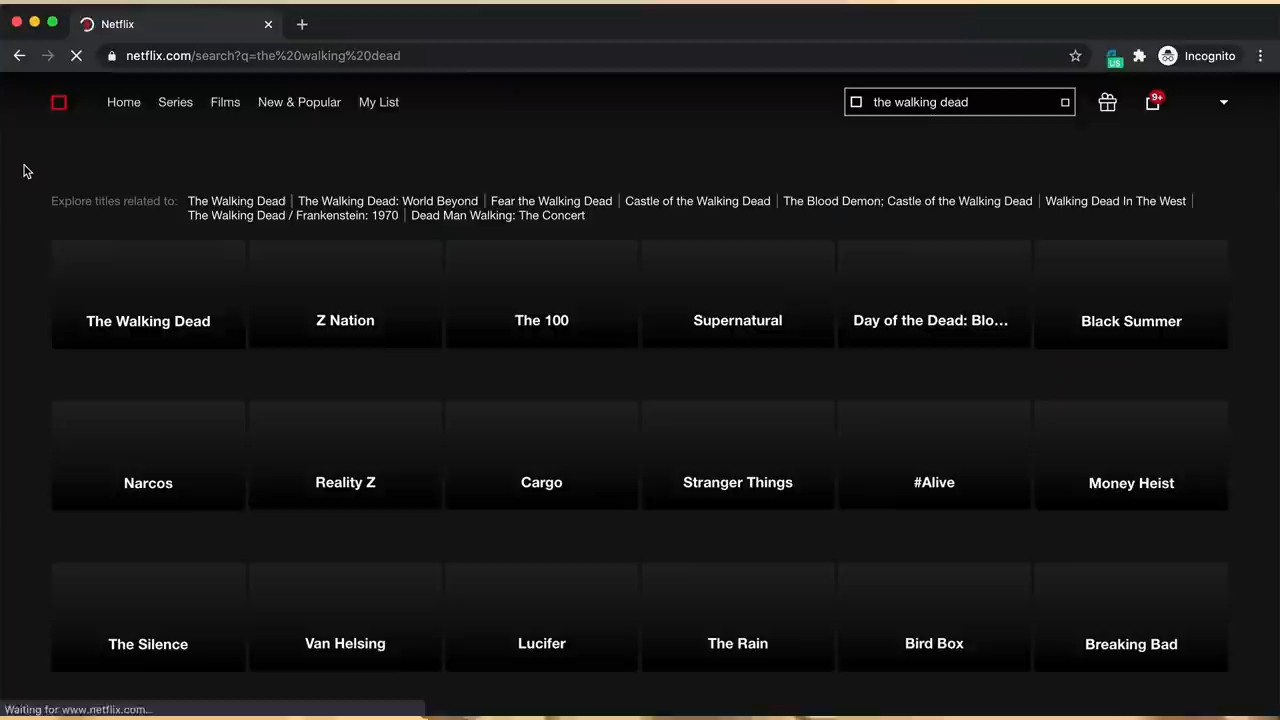 Netflix
netflix.com/search?q=the%20walking%20dead
US
Incognito
Home Series Films New & Popular My List
the walking dead
9+
Explore titles related to: The Walking Dead | The Walking Dead: World Beyond | Fear the Walking Dead | Castle of the Walking Dead | The Blood Demon; Castle of the Walking Dead | Walking Dead In The West |
The Walking Dead / Frankenstein: 1970 | Dead Man Walking: The Concert
The Walking Dead Z Nation The 100 Supernatural Day of the Dead: Blo... Black Summer
Narcos Reality Z Cargo Stranger Things #Alive Money Heist
The Silence Van Helsing Lucifer The Rain Bird Box Breaking Bad
Waiting for www.netflix.com...